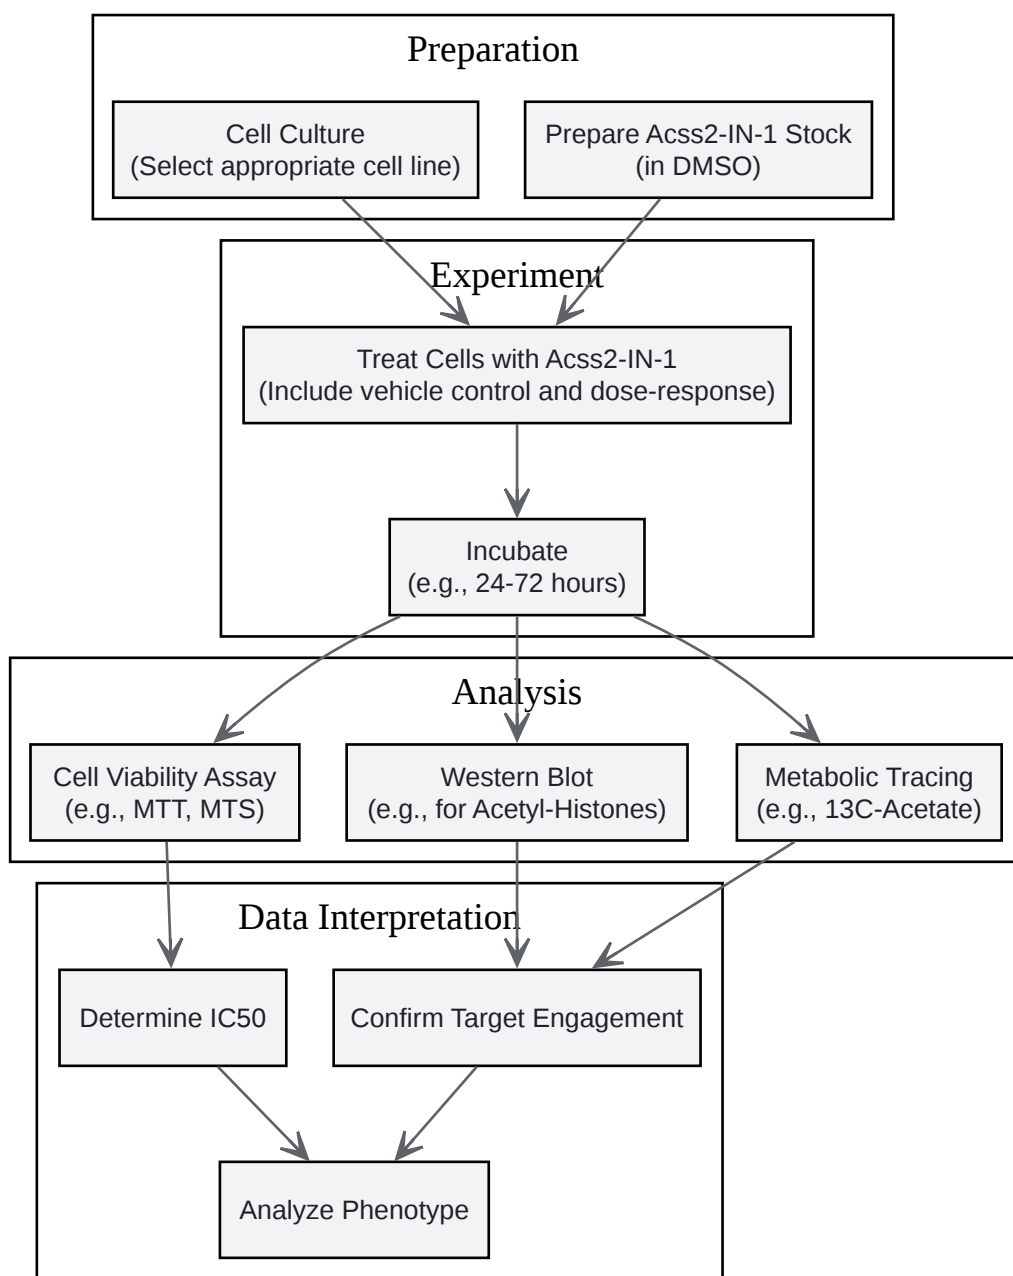 Preparation
Cell Culture
(Select appropriate cell line)
Prepare Acss2-IN-1 Stock
(in DMSO)
Experiment
Treat Cells with Acss2-IN-1
(Include vehicle control and dose-response)
Incubate
(e.g., 24-72 hours)
Analysis
Cell Viability Assay
(e.g., MTT, MTS)
Western Blot
(e.g., for Acetyl-Histones)
Metabolic Tracing
(e.g., 13C-Acetate)
Data Interpretation
Determine IC50
Confirm Target Engagement
Analyze Phenotype